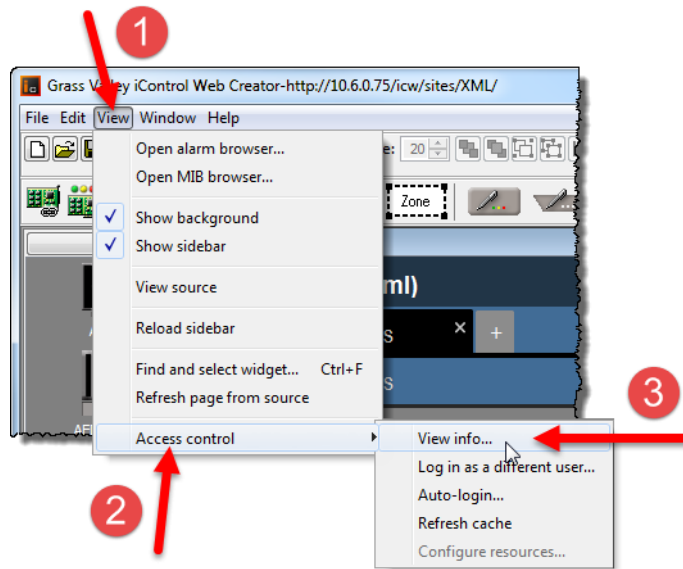 1
Grass Valley iControl Web Creator-http://10.6.0.75/icw/sites/XML/
File Edit View Window Help
Open alarm browser...
e: 20
Open MIB browser...
Zone
Show background
Show sidebar
View source
ml)
Reload sidebar
S × +
Find and select widget... Ctrl+F
S
Refresh page from source
3
Access control
View info...
Log in as a different user...
2
Auto-login...
Refresh cache
Configure resources...